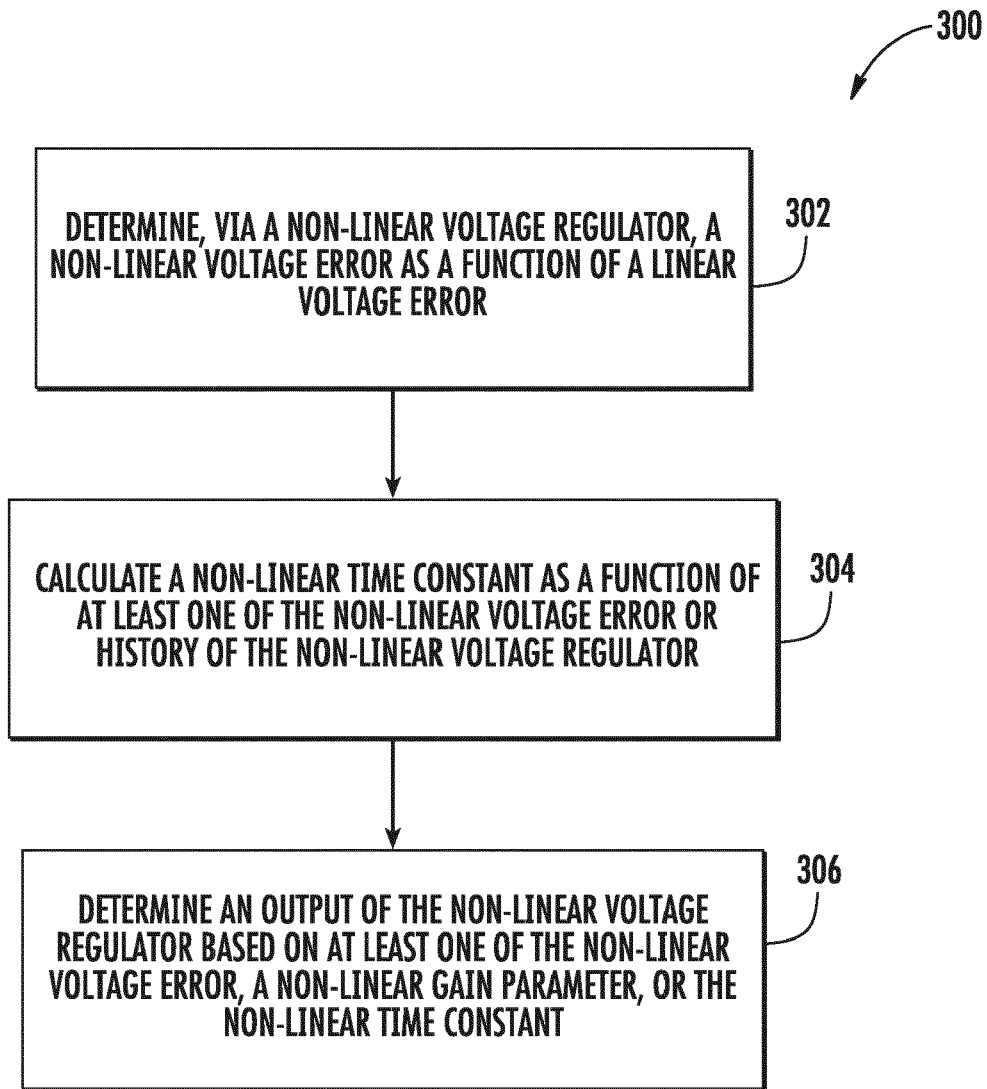 300
DETERMINE, VIA A NON-LINEAR VOLTAGE REGULATOR, A
NON-LINEAR VOLTAGE ERROR AS A FUNCTION OF A LINEAR
VOLTAGE ERROR
302
CALCULATE A NON-LINEAR TIME CONSTANT AS A FUNCTION OF
AT LEAST ONE OF THE NON-LINEAR VOLTAGE ERROR OR
HISTORY OF THE NON-LINEAR VOLTAGE REGULATOR
304
DETERMINE AN OUTPUT OF THE NON-LINEAR VOLTAGE
REGULATOR BASED ON AT LEAST ONE OF THE NON-LINEAR
VOLTAGE ERROR, A NON-LINEAR GAIN PARAMETER, OR THE
NON-LINEAR TIME CONSTANT
306